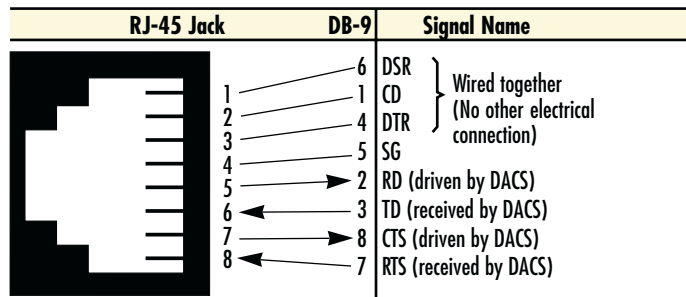 RJ-45 Jack DB-9 Signal Name
1 6 DSR
2 1 CD
3 4 DTR
Wired together
(No other electrical
connection)
4 5 SG
5 2 RD (driven by DACS)
6 3 TD (received by DACS)
7 8 CTS (driven by DACS)
8 7 RTS (received by DACS)